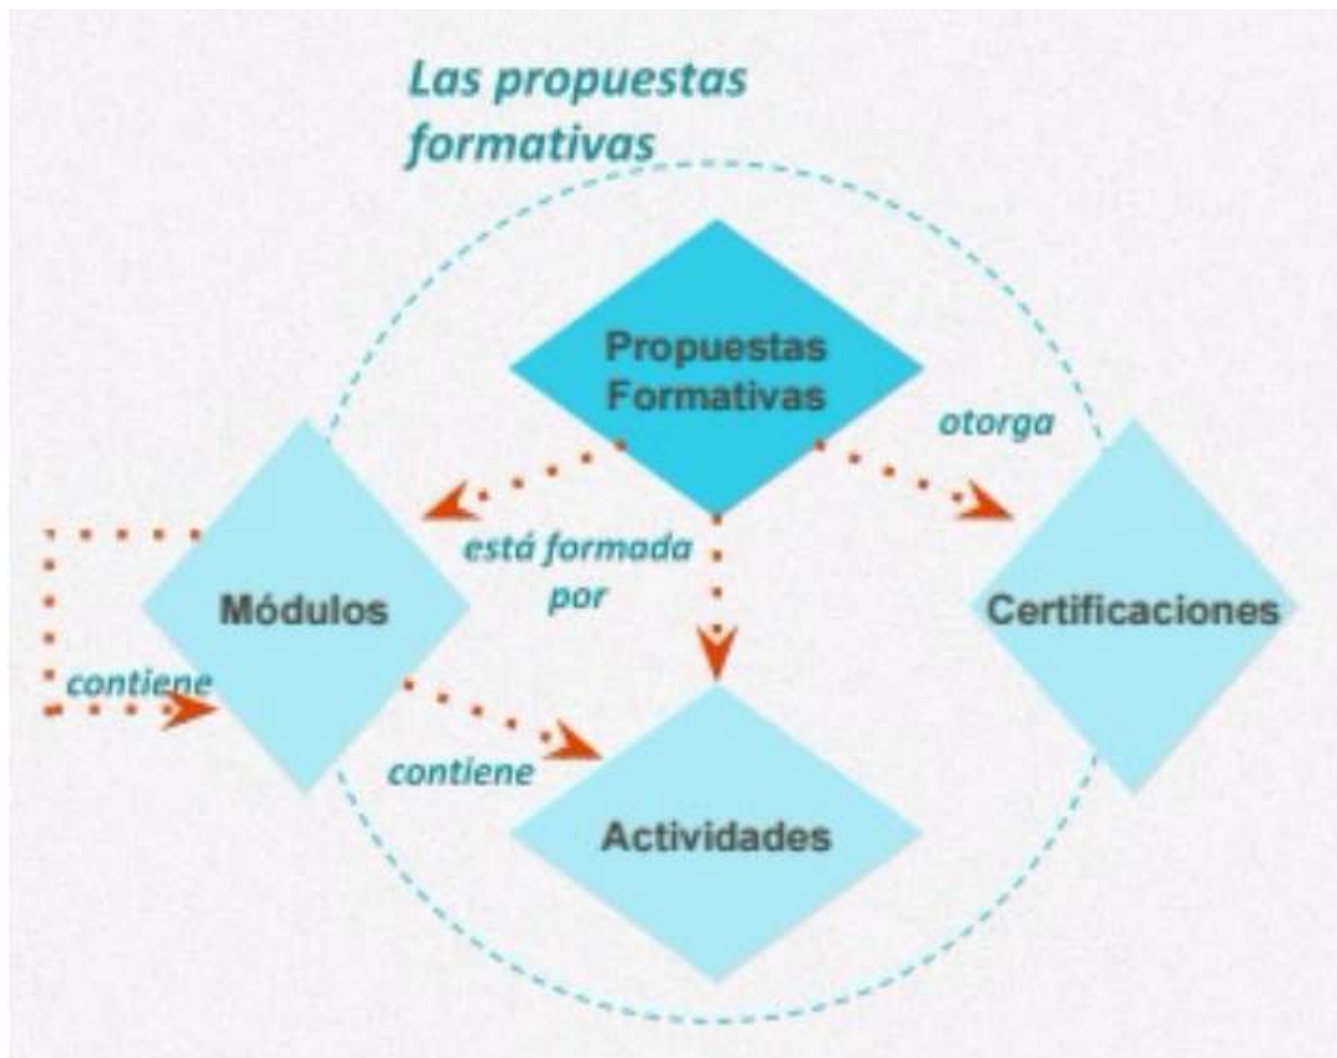 Las propuestas
formativas
Propuestas
Formativas
otorga
está formada
por
Módulos
Certificaciones
contiene
contiene
Actividades